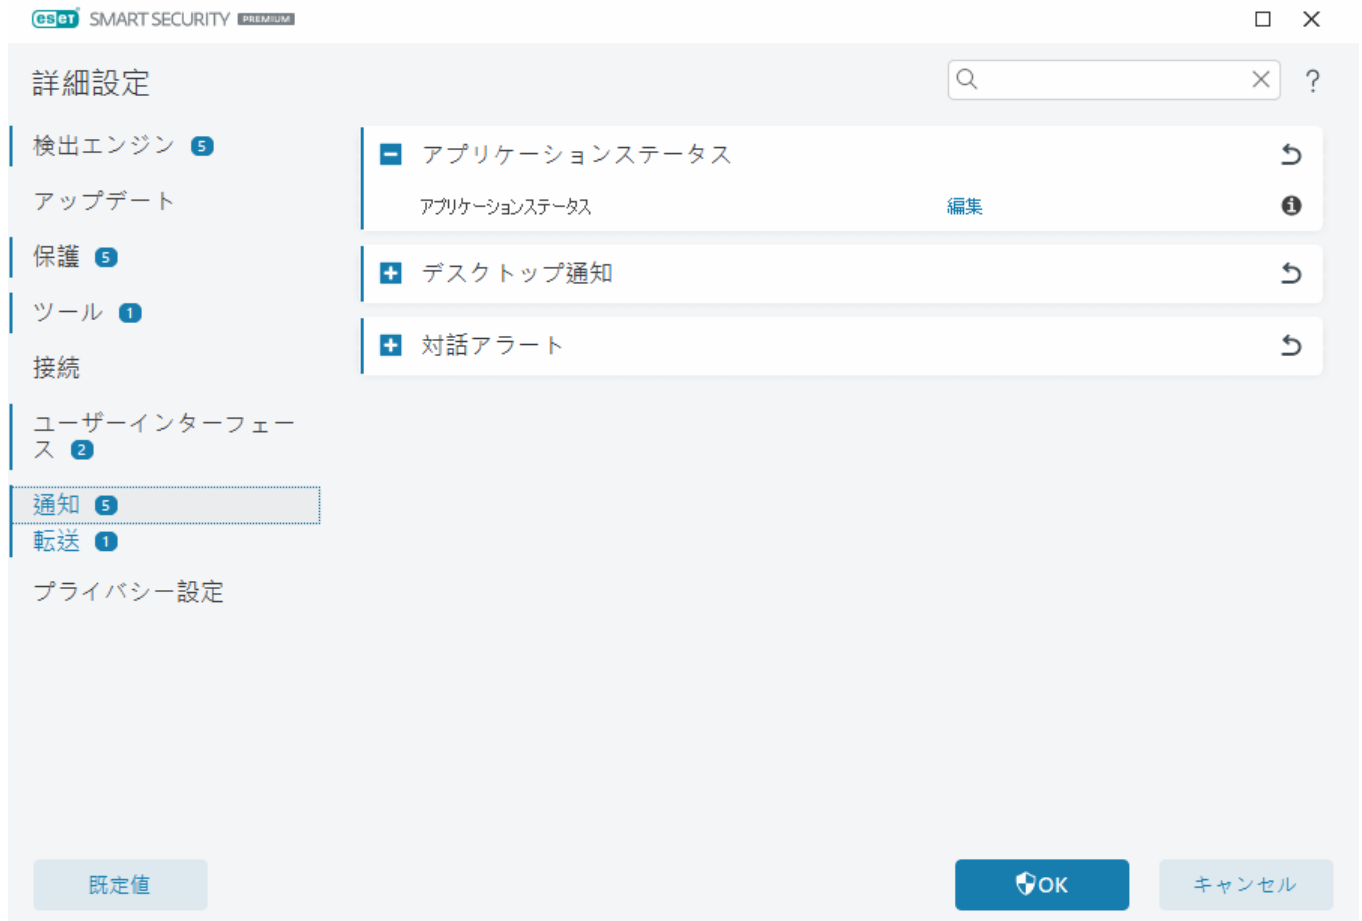 eset SMART SECURITY PREMIUM
詳細設定
?
検出エンジン 5
アップデート
保護 5
ツール 1
接続
ユーザーインターフェー
ス 2
通知 5
転送 1
プライバシー設定
アプリケーションステータス
アプリケーションステータス 編集
デスクトップ通知
対話アラート
既定値
OK
キャンセル